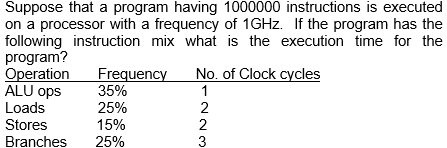 Suppose that a program having 1000000 instructions is executed
on a processor with a frequency of 1GHz. If the program has the
following instruction mix what is the execution time for the
program?
Operation Frequency No. of Clock cycles
ALU ops 35% 1
Loads 25% 2
Stores 15% 2
Branches 25% 3